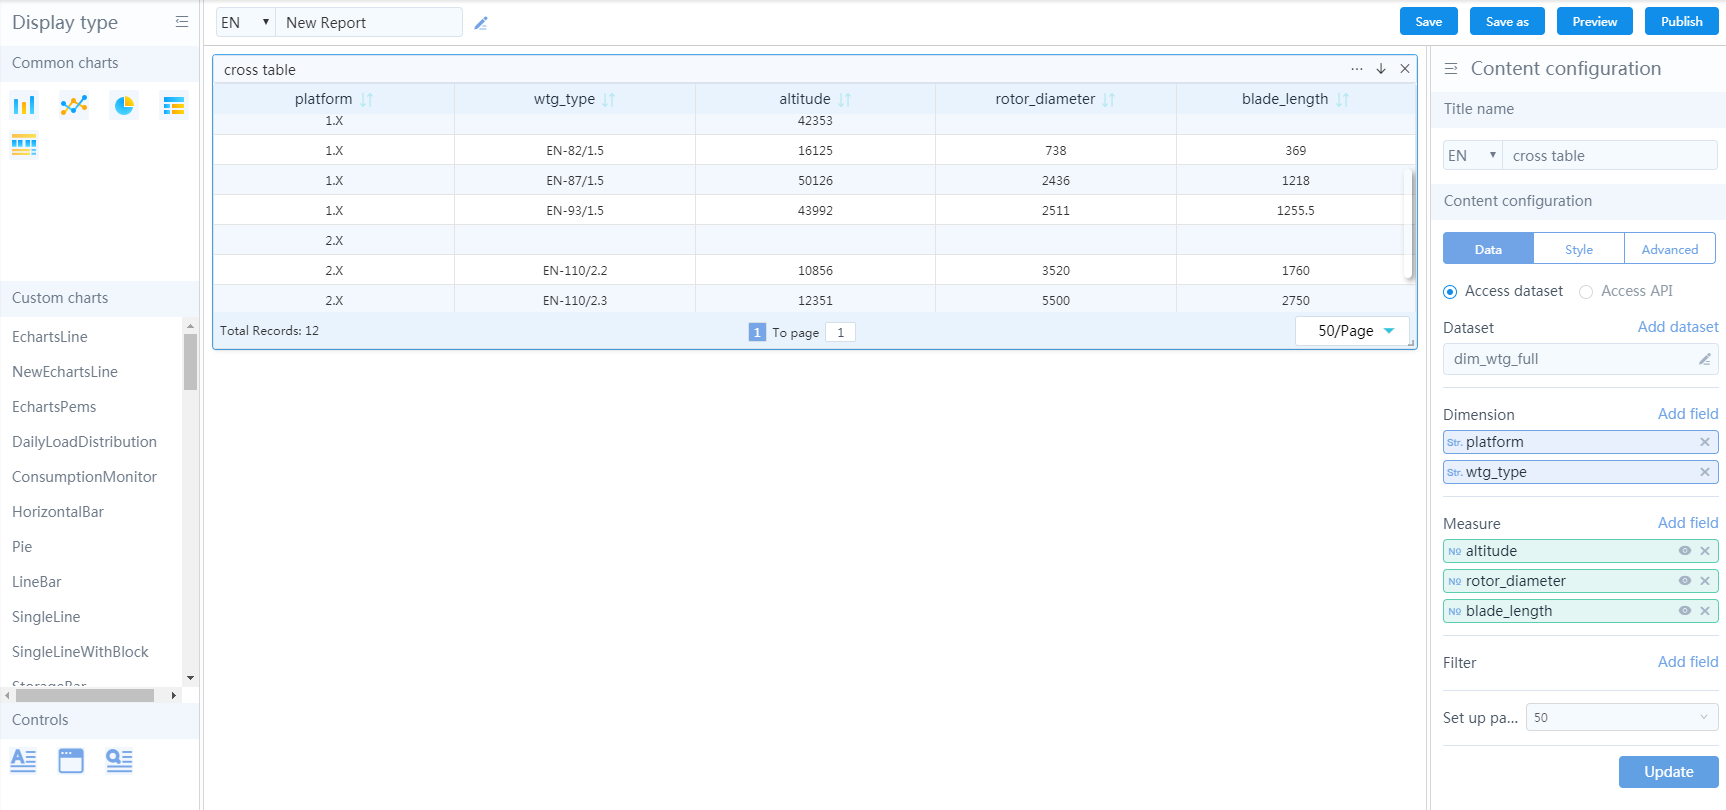 Display type
Common charts
Custom charts
EchartsLine
NewEchartsLine
EchartsPems
DailyLoadDistribution
ConsumptionMonitor
HorizontalBar
Pie
LineBar
SingleLine
SingleLineWithBlock
StorageBar
Controls
EN New Report
Save Save as Preview Publish
cross table
platform wtg_type altitude rotor_diameter blade_length
1.X 42353
1.X EN-82/1.5 16125 738 369
1.X EN-87/1.5 50126 2436 1218
1.X EN-93/1.5 43992 2511 1255.5
2.X
2.X EN-110/2.2 10856 3520 1760
2.X EN-110/2.3 12351 5500 2750
Total Records: 12 1 To page 1 50/Page
Content configuration
Title name
EN cross table
Content configuration
Data Style Advanced
Access dataset Access API
Dataset Add dataset
dim_wtg_full
Dimension Add field
Str. platform
Str. wtg_type
Measure Add field
№ altitude
№ rotor_diameter
№ blade_length
Filter Add field
Set up pa... 50
Update